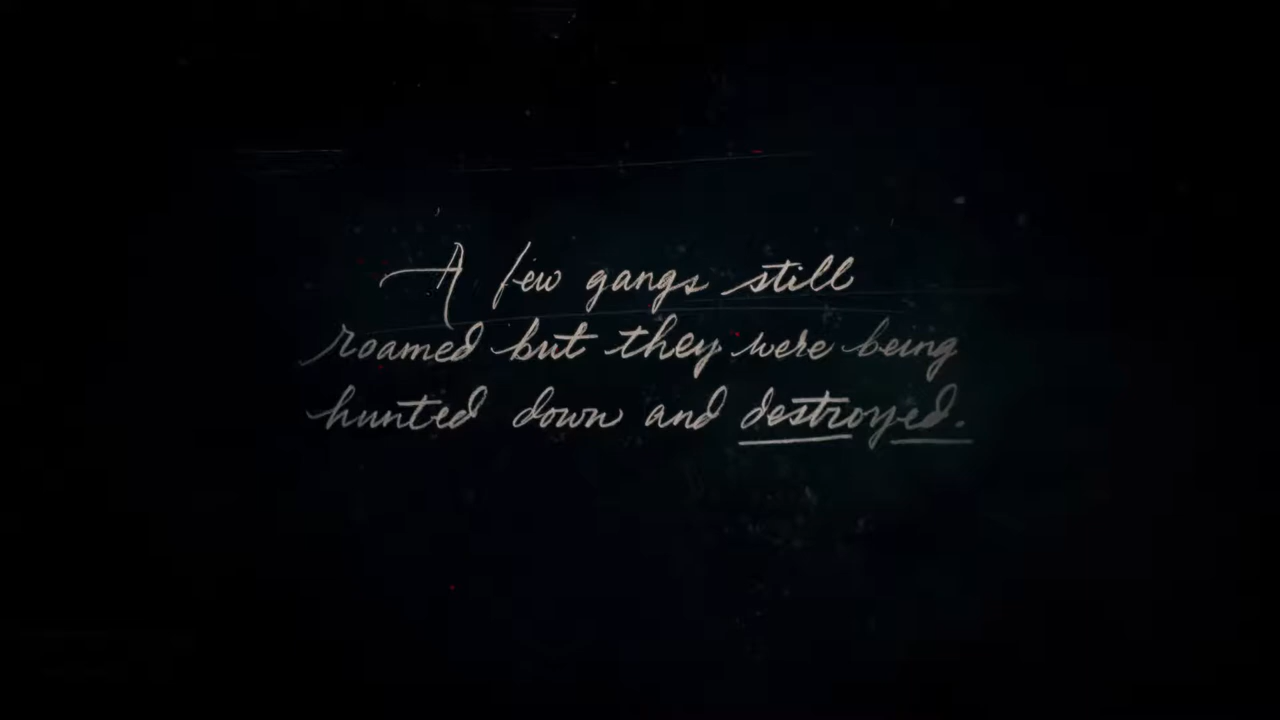 A few gangs still
roamed but they were being
hunted down and destroyed.